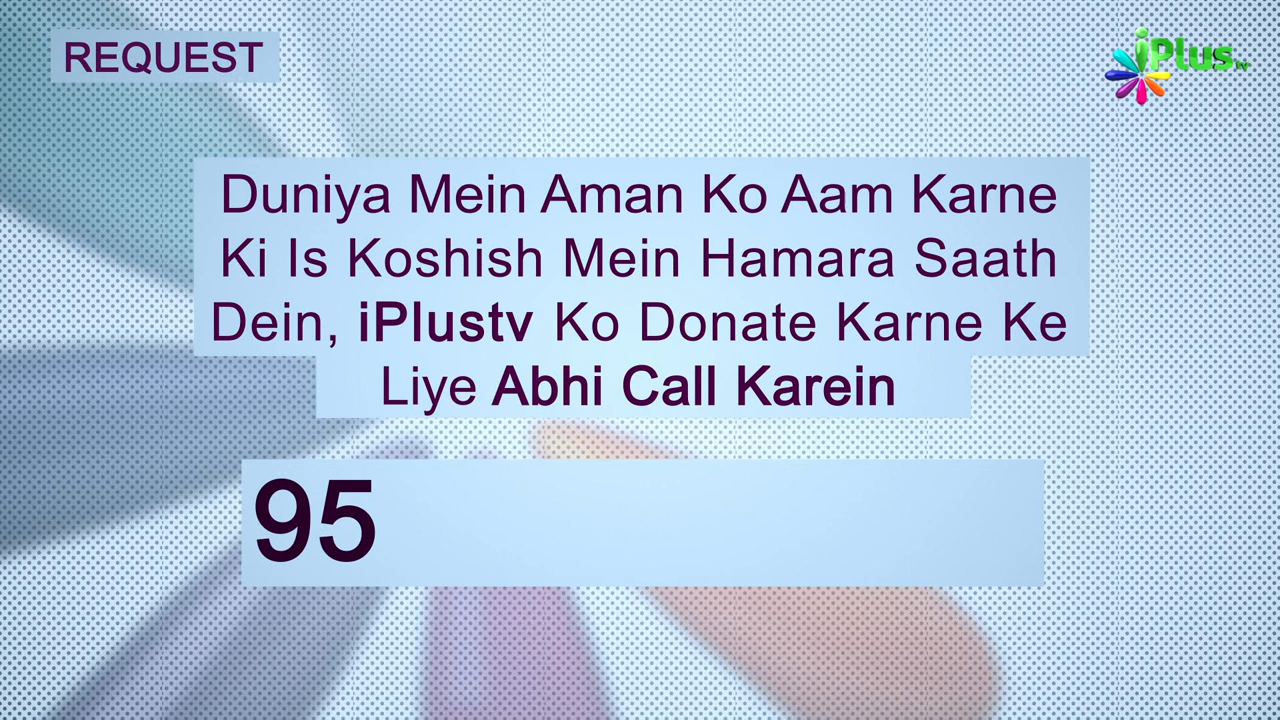 REQUEST
iPlus tv
Duniya Mein Aman Ko Aam Karne
Ki Is Koshish Mein Hamara Saath
Dein, iPlustv Ko Donate Karne Ke
Liye Abhi Call Karein
95